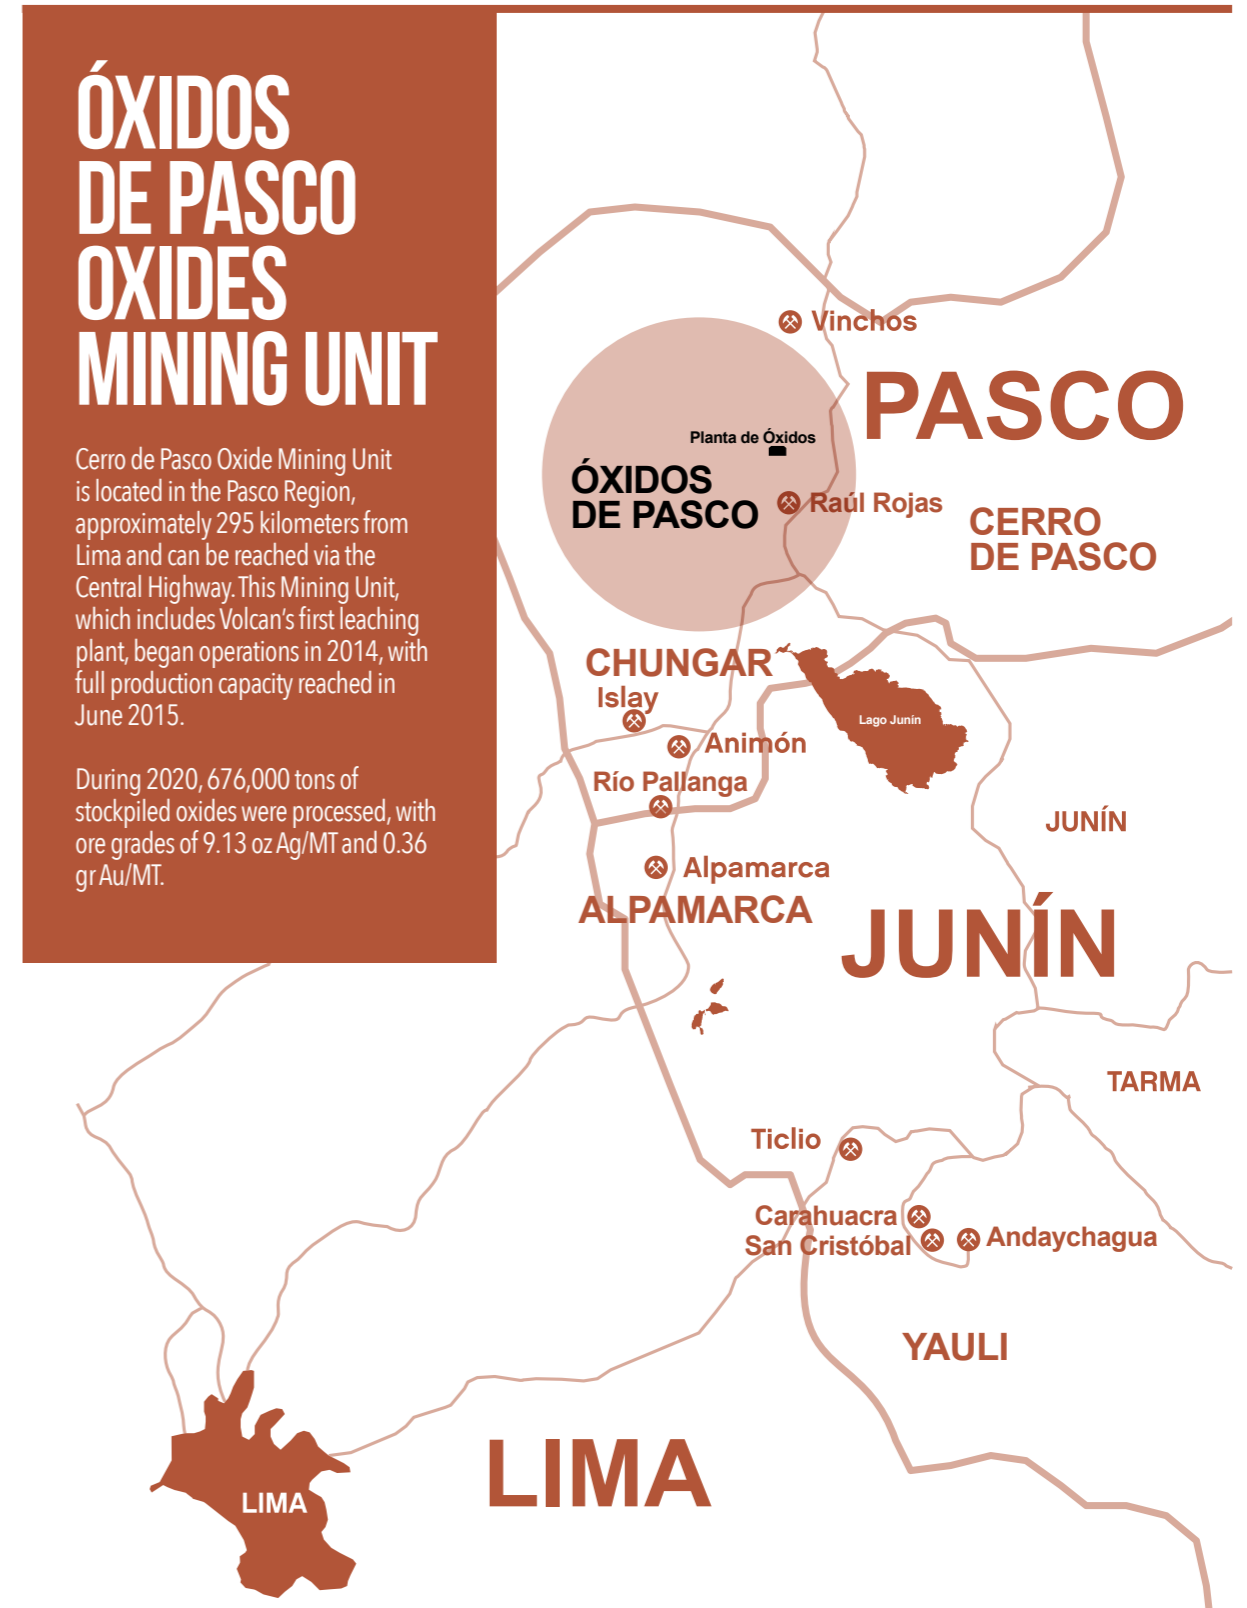 ÓXIDOS
DE PASCO
OXIDES
MINING UNIT
Cerro de Pasco Oxide Mining Unit
is located in the Pasco Region,
approximately 295 kilometers from
Lima and can be reached via the
Central Highway. This Mining Unit,
which includes Volcan's first leaching
plant, began operations in 2014, with
full production capacity reached in
June 2015.
During 2020, 676,000 tons of
stockpiled oxides were processed, with
ore grades of 9.13 oz Ag/MT and 0.36
gr Au/MT.
Vinchos
PASCO
Planta de Óxidos
ÓXIDOS
DE PASCO
Raúl Rojas
CERRO
DE PASCO
CHUNGAR
Islay
Lago Junin
Animón
Río Pallanga
JUNÍN
Alpamarca
ALPAMARCA
JUNÍN
TARMA
Ticlio
Carahuacra
San Cristóbal
Andaychagua
YAULI
LIMA
LIMA